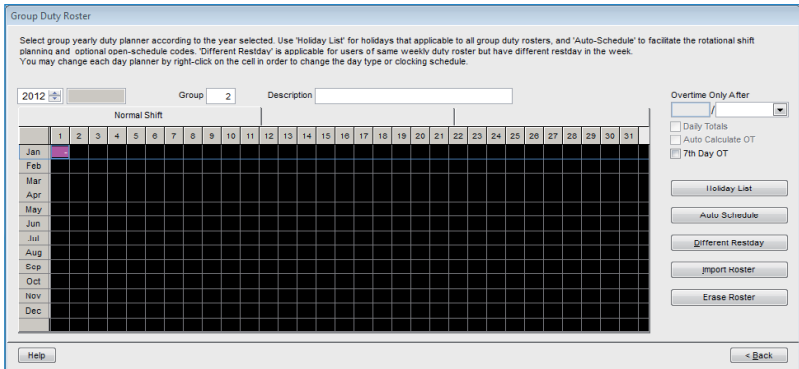 Group Duty Roster
Select group yearly duty planner according to the year selected. Use 'Holiday List' for holidays that applicable to all group duty rosters, and 'Auto-Schedule' to facilitate the rotational shift
planning and optional open-schedule codes. 'Different Restday' is applicable for users of same weekly duty roster but have different restday in the week.
You may change each day planner by right-click on the cell in order to change the day type or clocking schedule.
2012 Group 2 Description
Overtime Only After
/
Normal Shift
Daily Totals
Auto Calculate OT
7th Day OT
1 2 3 4 5 6 7 8 9 10 11 12 13 14 15 16 17 18 19 20 21 22 23 24 25 26 27 28 29 30 31
Jan -
Feb
Mar
Apr
May
Jun
Jul
Aug
Sep
Oct
Nov
Dec
Holiday List
Auto Schedule
Different Restday
Import Roster
Erase Roster
Help
< Back